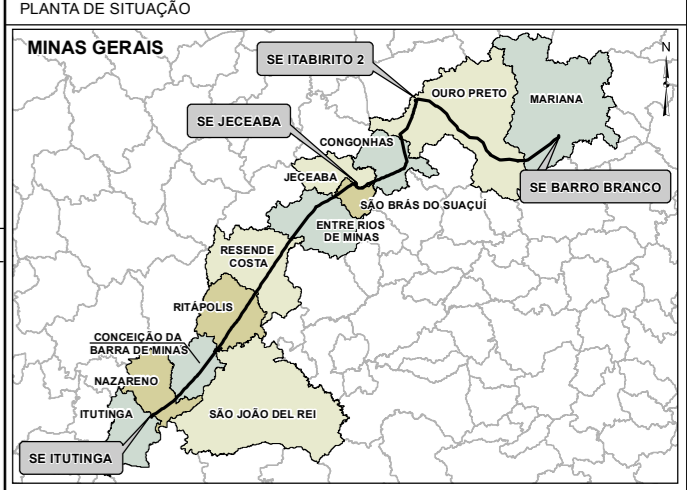 PLANTA DE SITUAÇÃO
MINAS GERAIS
N
SE ITABIRITO 2
OURO PRETO
MARIANA
SE JECEABA
CONGONHAS
JECEABA
SE BARRO BRANCO
SÃO BRÁS DO SUAÇUÍ
ENTRE RIOS
DE MINAS
RESENDE
COSTA
RITÁPOLIS
CONCEIÇÃO DA
BARRA DE MINAS
NAZARENO
ITUTINGA
SÃO JOÃO DEL REI
SE ITUTINGA